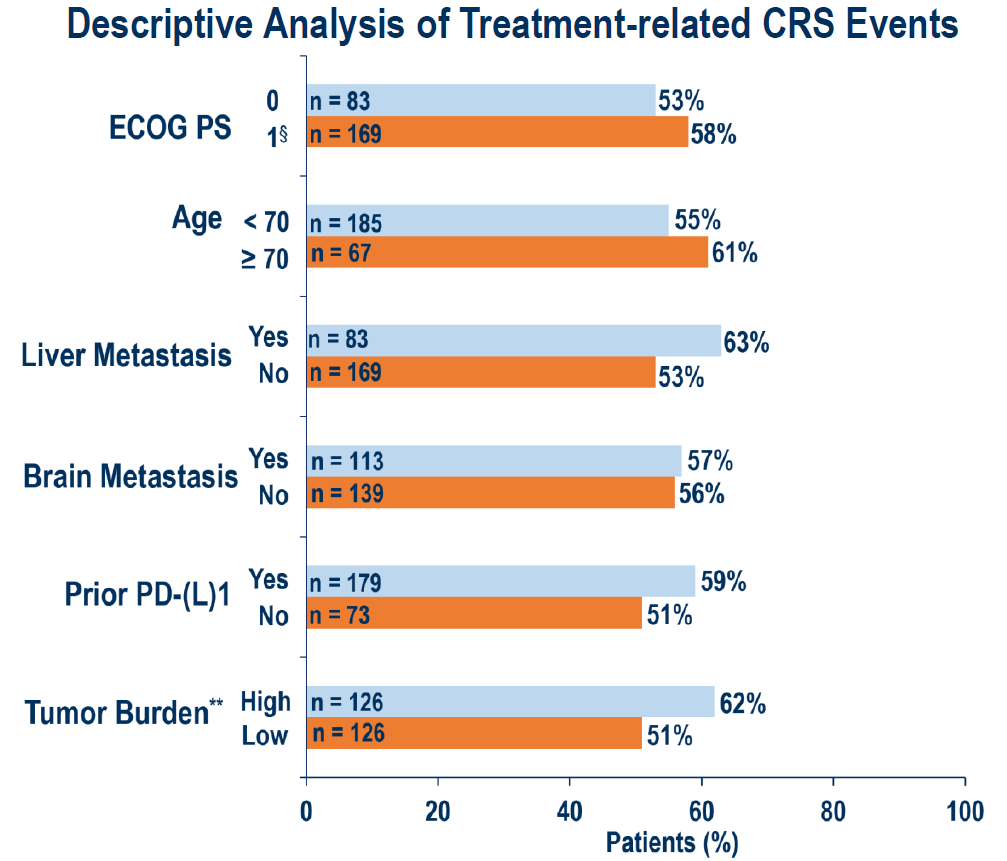 Descriptive Analysis of Treatment-related CRS Events
ECOG PS
0 n = 83 53%
1§ n = 169 58%
Age
< 70 n = 185 55%
≥ 70 n = 67 61%
Liver Metastasis
Yes n = 83 63%
No n = 169 53%
Brain Metastasis
Yes n = 113 57%
No n = 139 56%
Prior PD-(L)1
Yes n = 179 59%
No n = 73 51%
Tumor Burden**
High n = 126 62%
Low n = 126 51%
0 20 40 60 80 100
Patients (%)